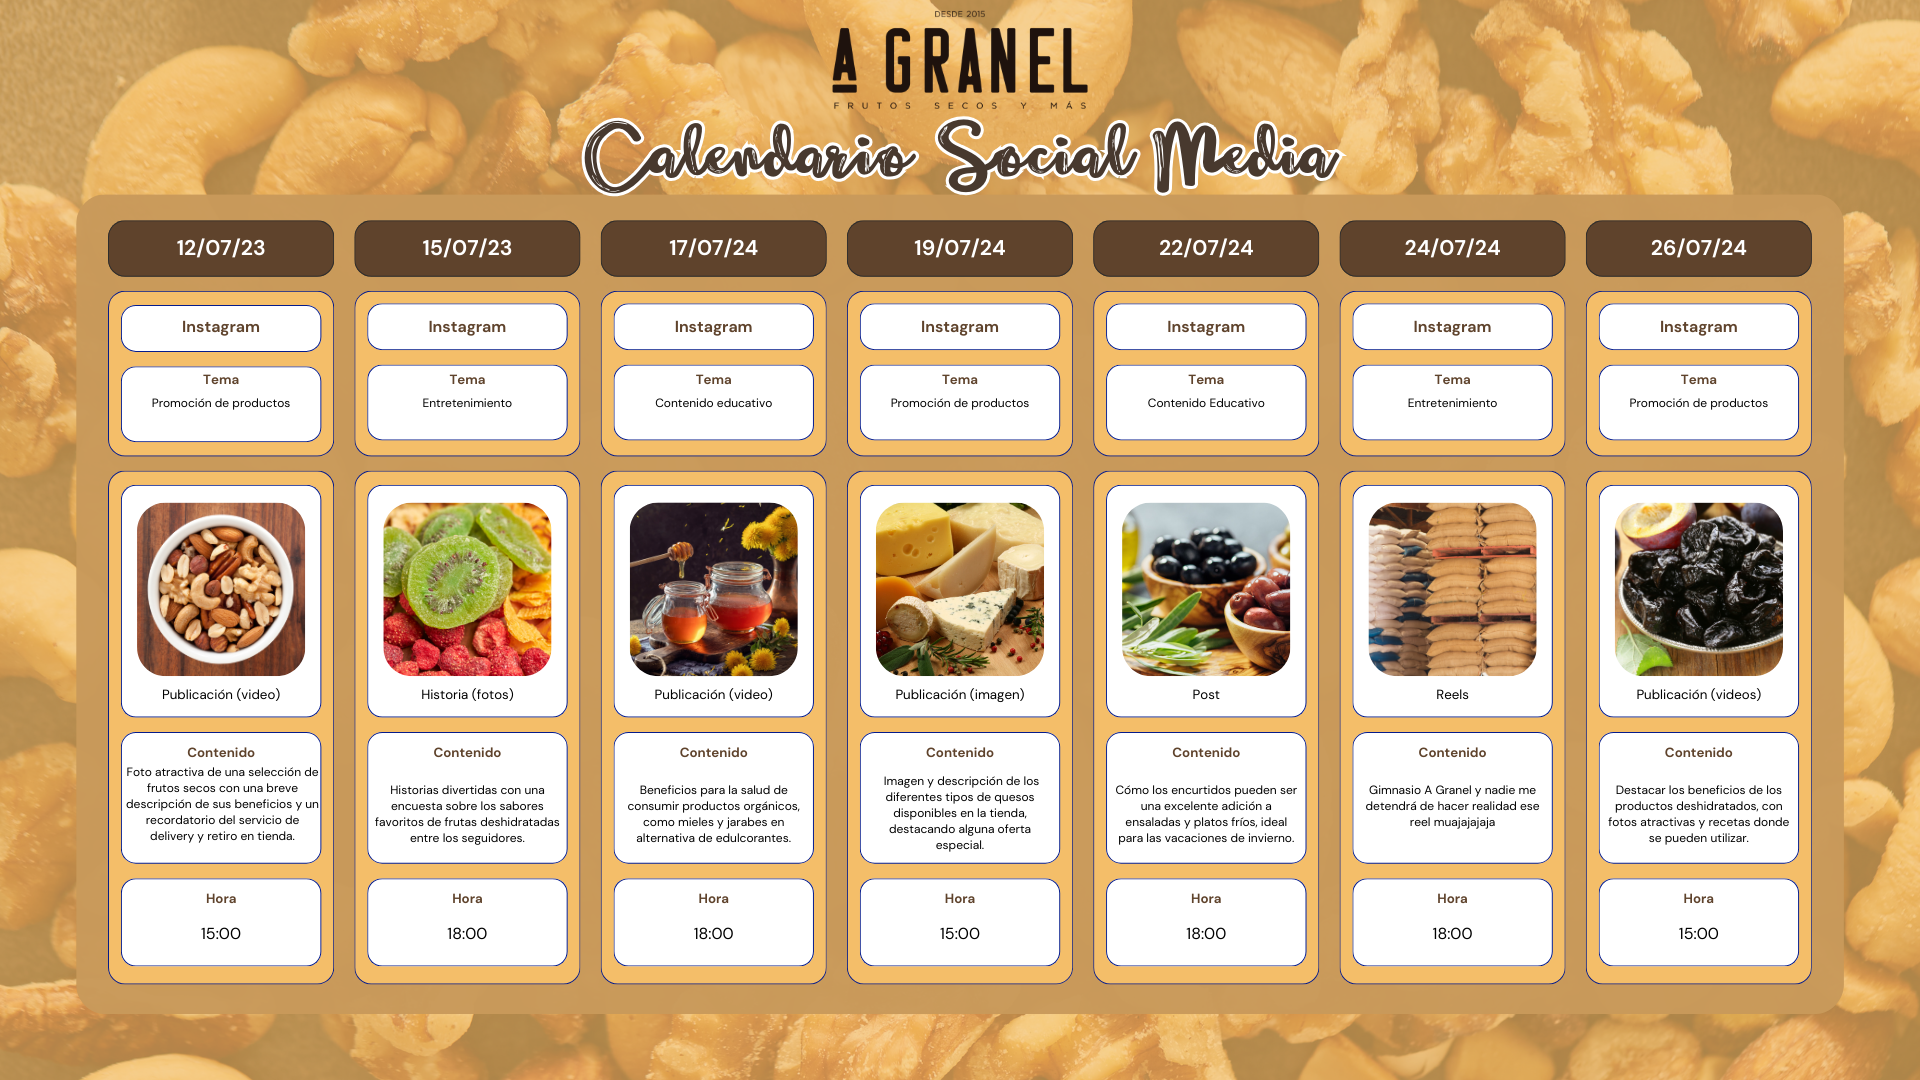 DESDE 2015
A GRANEL
FRUTOS SECOS Y MÁS
Calendario Social Media
12/07/23
Instagram
Tema
Promoción de productos
Publicación (video)
Contenido
Foto atractiva de una selección de
frutos secos con una breve
descripción de sus beneficios y un
recordatorio del servicio de
delivery y retiro en tienda.
Hora
15:00
15/07/23
Instagram
Tema
Entretenimiento
Historia (fotos)
Contenido
Historias divertidas con una
encuesta sobre los sabores
favoritos de frutas deshidratadas
entre los seguidores.
Hora
18:00
17/07/24
Instagram
Tema
Contenido educativo
Publicación (video)
Contenido
Beneficios para la salud de
consumir productos orgánicos,
como mieles y jarabes en
alternativa de edulcorantes.
Hora
18:00
19/07/24
Instagram
Tema
Promoción de productos
Publicación (imagen)
Contenido
Imagen y descripción de los
diferentes tipos de quesos
disponibles en la tienda,
destacando alguna oferta
especial.
Hora
15:00
22/07/24
Instagram
Tema
Contenido Educativo
Post
Contenido
Cómo los encurtidos pueden ser
una excelente adición a
ensaladas y platos fríos, ideal
para las vacaciones de invierno.
Hora
18:00
24/07/24
Instagram
Tema
Entretenimiento
Reels
Contenido
Gimnasio A Granel y nadie me
detendrá de hacer realidad ese
reel muajajajaja
Hora
18:00
26/07/24
Instagram
Tema
Promoción de productos
Publicación (videos)
Contenido
Destacar los beneficios de los
productos deshidratados, con
fotos atractivas y recetas donde
se pueden utilizar.
Hora
15:00